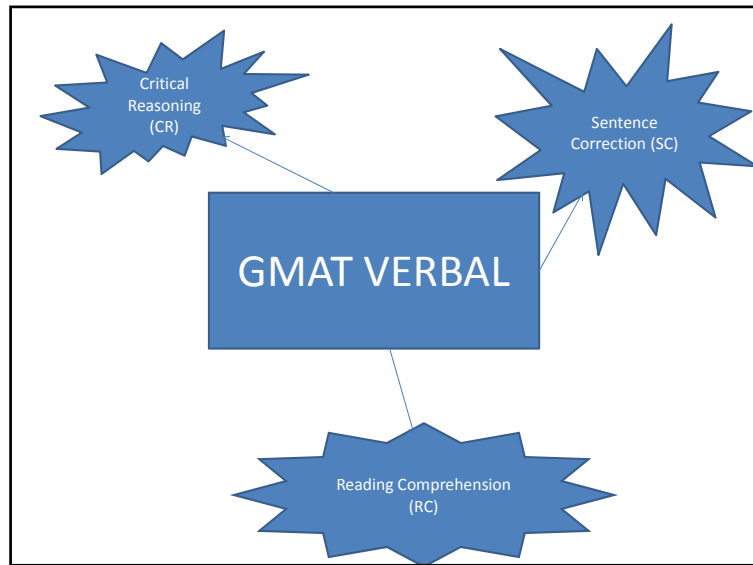 Critical
Reasoning
(CR)
Sentence
Correction (SC)
GMAT VERBAL
Reading Comprehension
(RC)